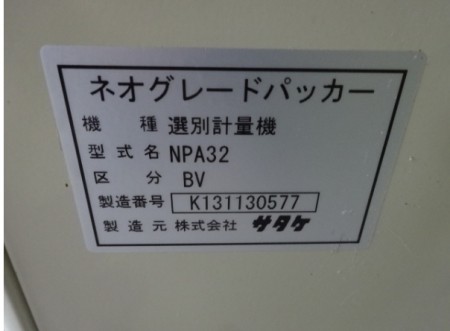 ネオグレードパッカー
機種 選別計量機
型式名 NPA32
区分 BV
製造番号 K131130577
製造元 株式会社 サタケ